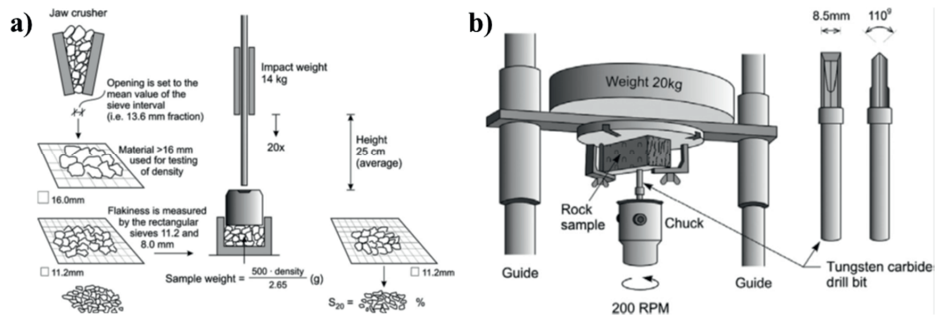 a)
Jaw crusher
Opening is set to the
mean value of the
sieve interval
(i.e. 13.6 mm fraction)
Material >16 mm
used for testing
of density
16.0mm
Flakiness is measured
by the rectangular
sieves 11.2 and
8.0 mm
11.2mm
Impact weight
14 kg
20x
Height
25 cm
(average)
Sample weight = 500 · density / 2.65 (g)
11.2mm
S20 = %
b)
Weight 20kg
Rock
sample
Chuck
Guide
Guide
200 RPM
8.5mm
110⁹
Tungsten carbide
drill bit